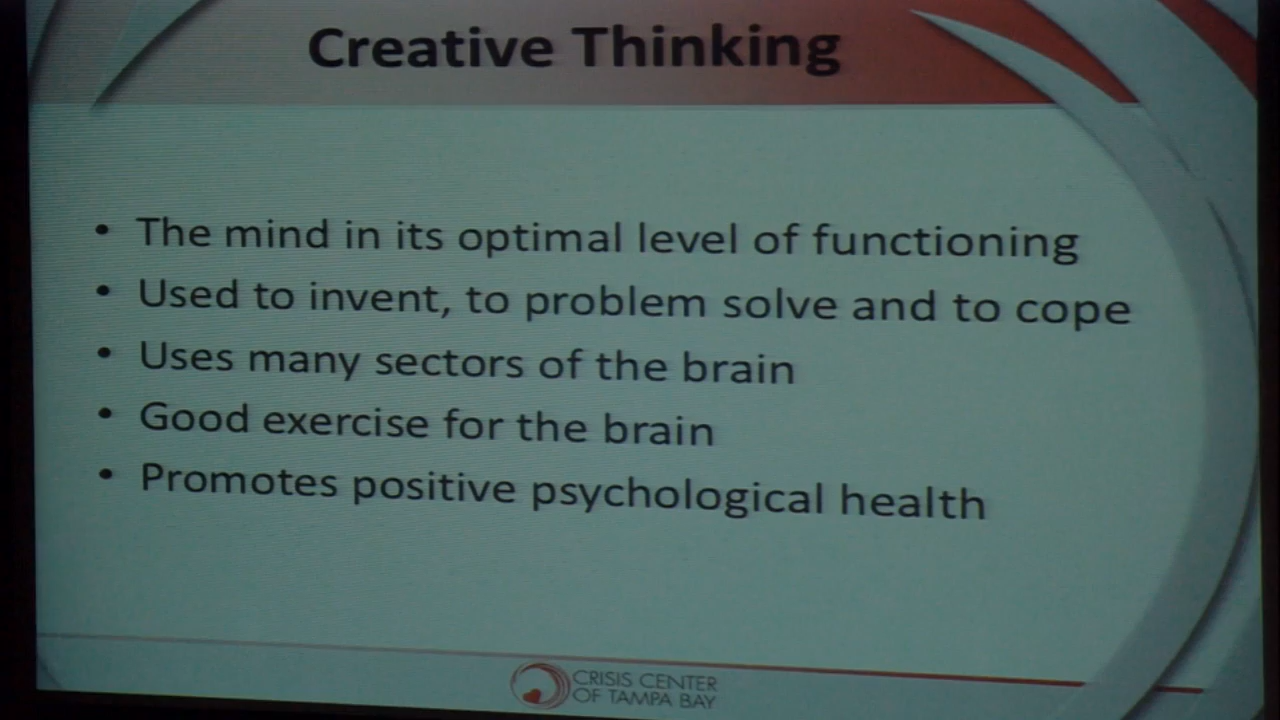 Creative Thinking
• The mind in its optimal level of functioning
• Used to invent, to problem solve and to cope
• Uses many sectors of the brain
• Good exercise for the brain
• Promotes positive psychological health
CRISIS CENTER
OF TAMPA BAY